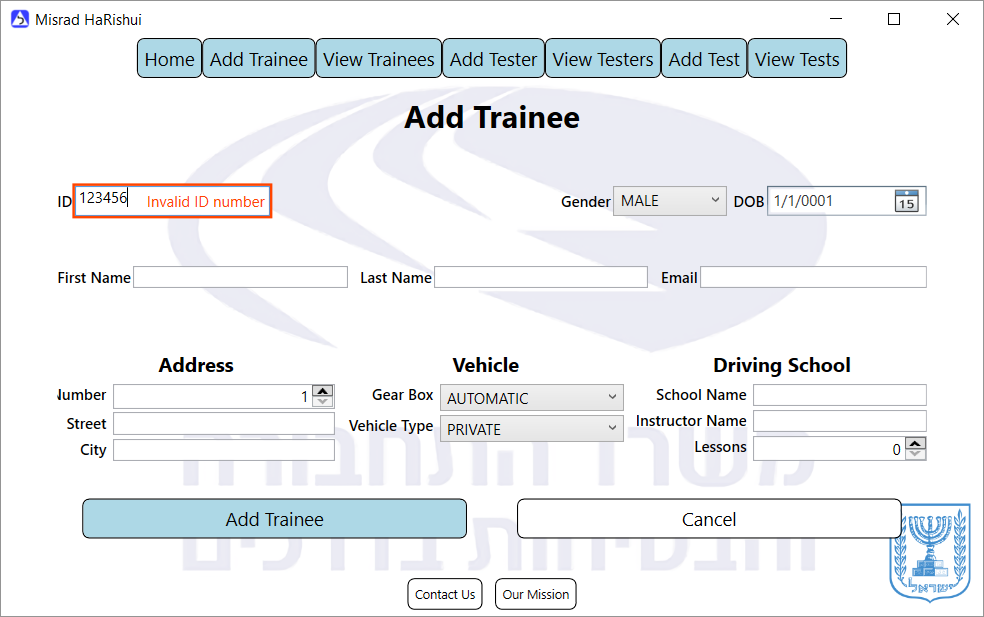 Misrad HaRishui
Home Add Trainee View Trainees Add Tester View Testers Add Test View Tests
Add Trainee
ID 123456 Invalid ID number Gender MALE DOB 1/1/0001 15
First Name Last Name Email
Address Vehicle Driving School
Number 1 Gear Box AUTOMATIC School Name
Street Vehicle Type PRIVATE Instructor Name
City Lessons 0
משרד התחבורה
והבטיחות בדרכים
Add Trainee Cancel
ישראל
Contact Us Our Mission